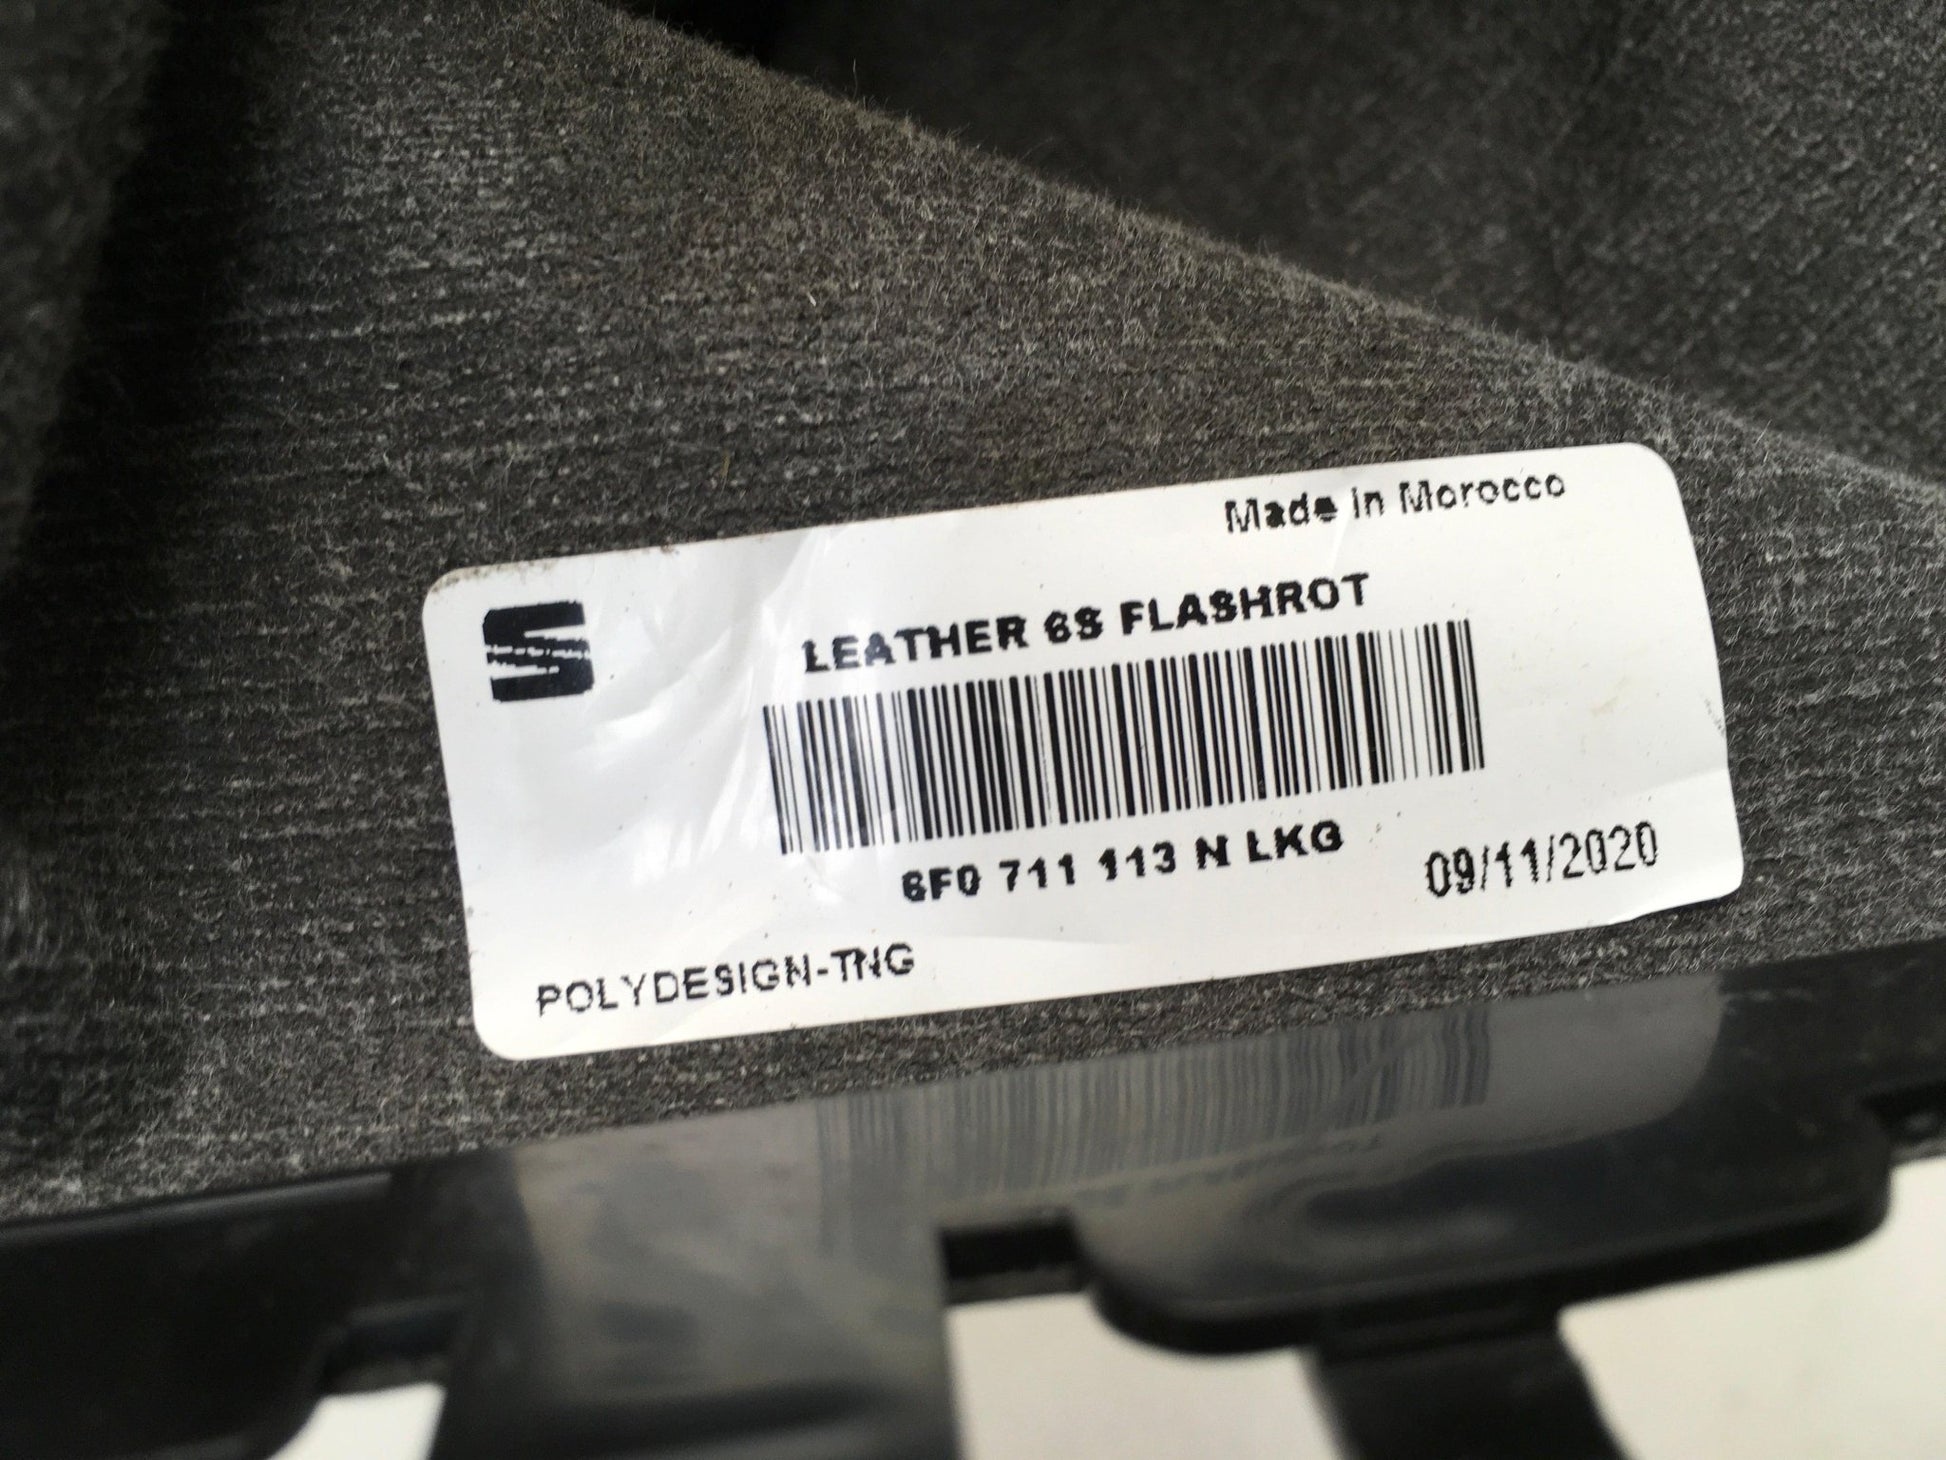 Made in Morocco
LEATHER 6S FLASHROT
6F0 711 113 N LKG
09/11/2020
POLYDESIGN-TNG